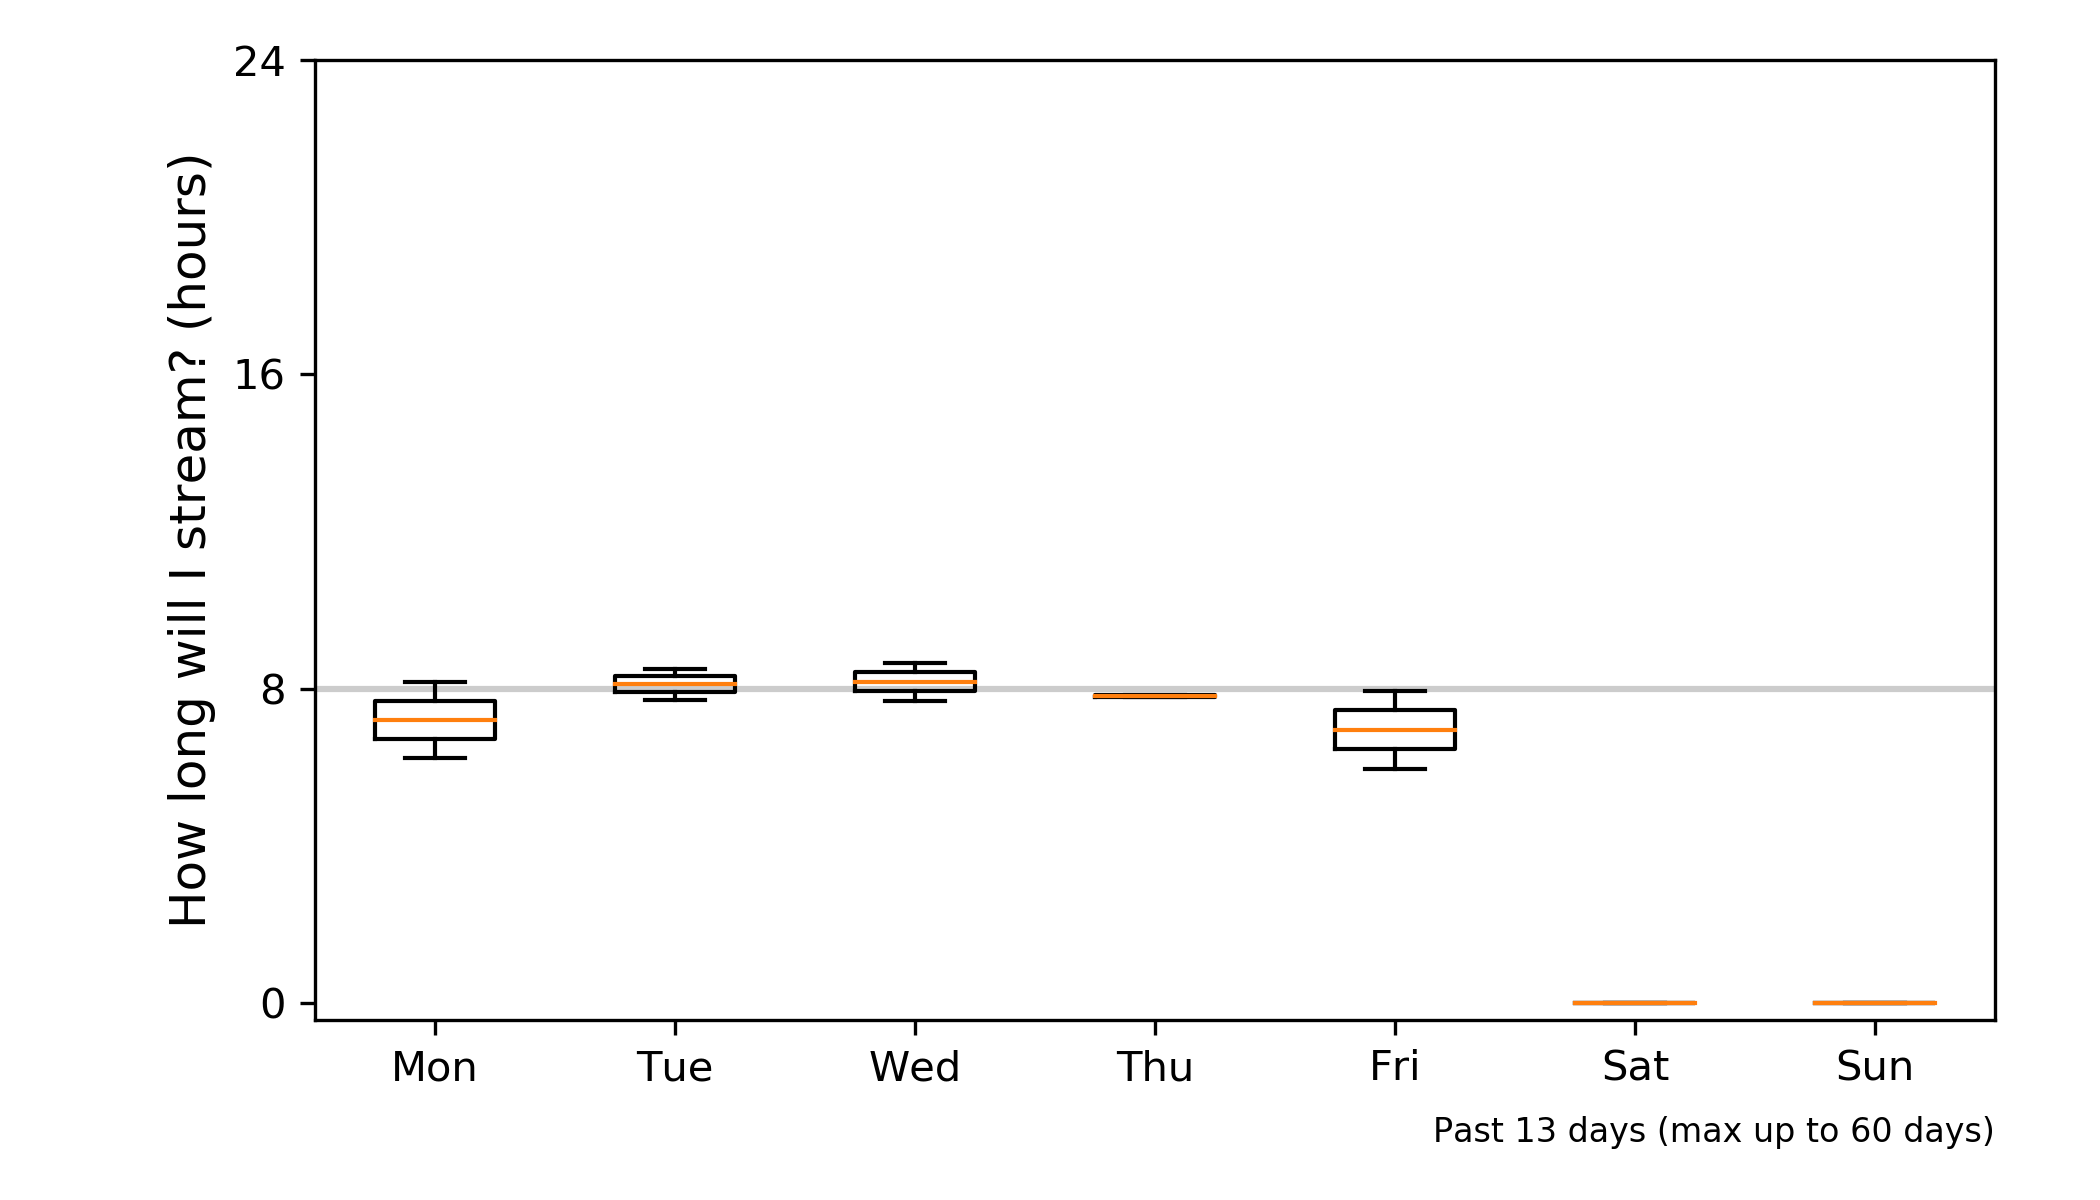 How long will I stream? (hours)
24
16
8
0
Mon Tue Wed Thu Fri Sat Sun
Past 13 days (max up to 60 days)